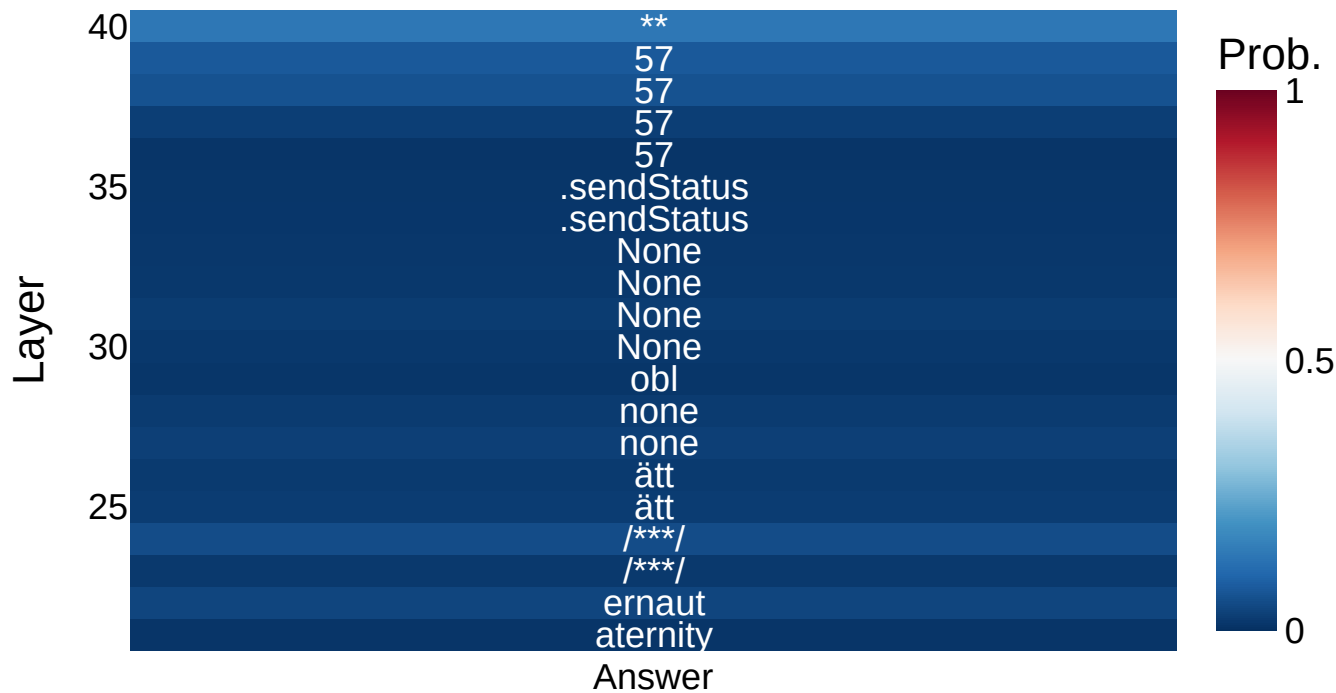 40 **
57
57
57
57
35 .sendStatus
.sendStatus
None
None
None
30 None
obl
none
none
ätt
25 ätt
/***/
/***/
ernaut
aternity
Layer
Answer
Prob.
1
0.5
0